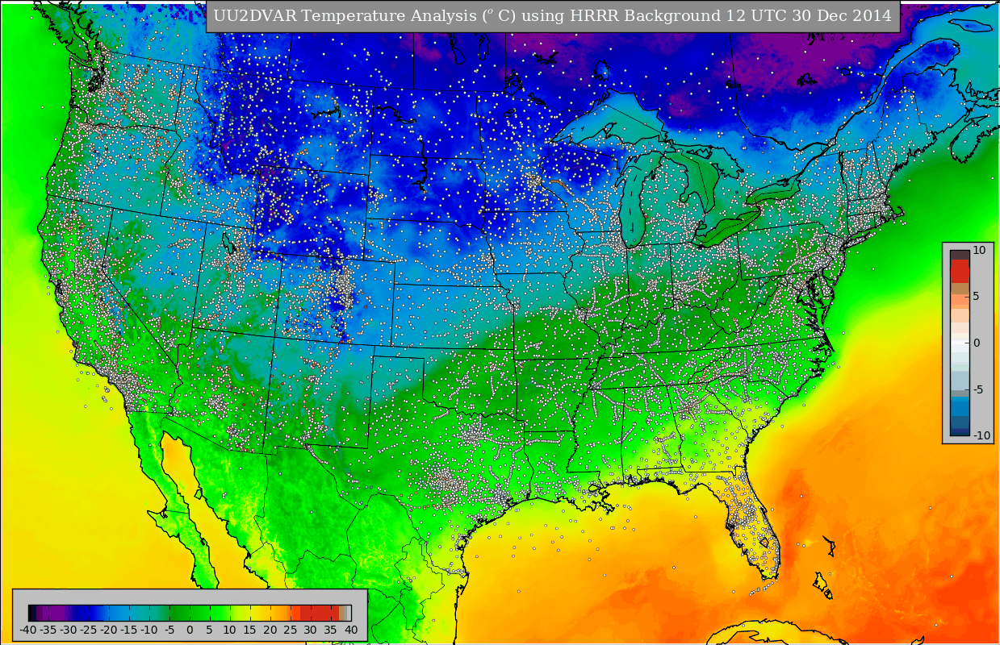 UU2DVAR Temperature Analysis (° C) using HRRR Background 12 UTC 30 Dec 2014
10
5
0
-5
-10
-40 -35 -30 -25 -20 -15 -10 -5 0 5 10 15 20 25 30 35 40